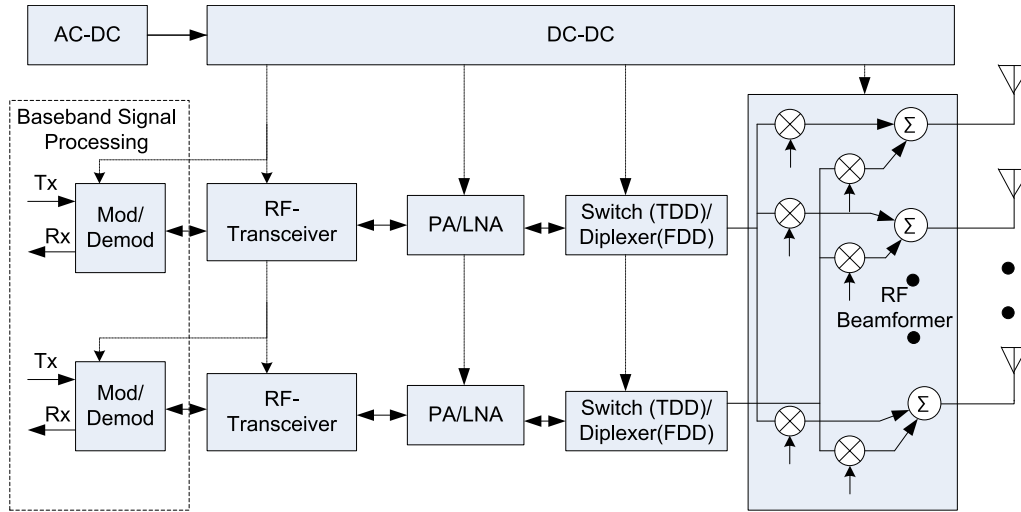 AC-DC
DC-DC
Baseband Signal
Processing
Tx
Rx
Mod/
Demod
RF-
Transceiver
PA/LNA
Switch (TDD)/
Diplexer(FDD)
Σ
Σ
RF
Beamformer
Tx
Rx
Mod/
Demod
RF-
Transceiver
PA/LNA
Switch (TDD)/
Diplexer(FDD)
Σ